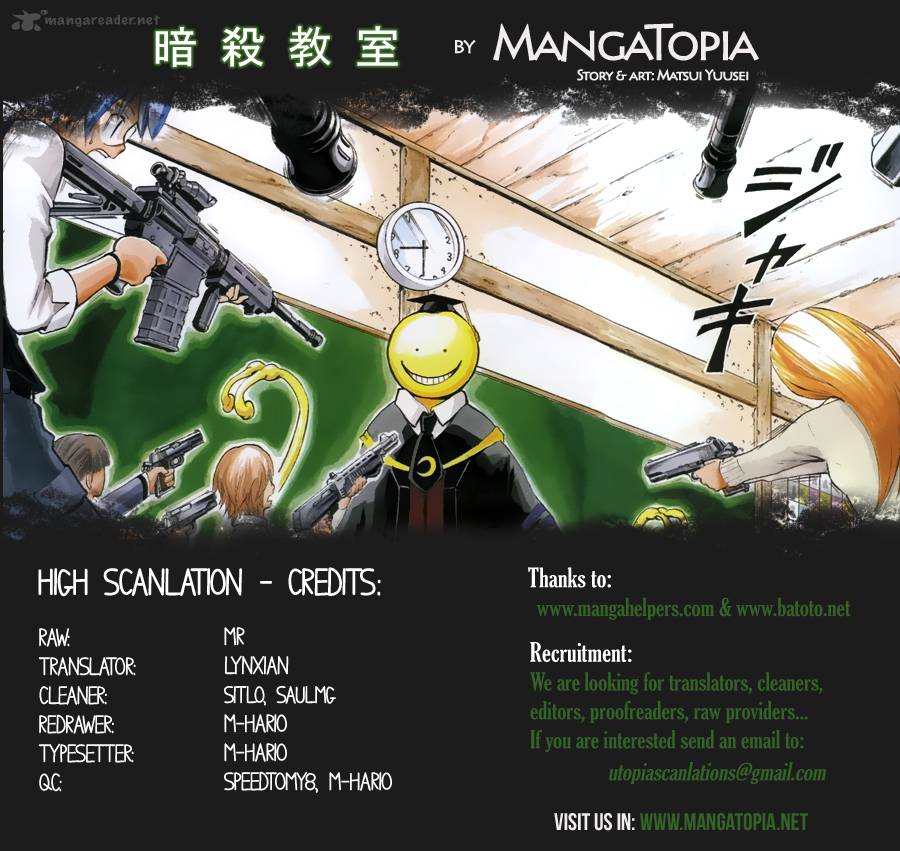 mangareader.net
暗殺教室 BY MANGATOPIA
STORY & ART: MATSUI YUUSEI
ジャキ
HIGH SCANLATION - CREDITS:
RAW: MR
TRANSLATOR: LYNXIAN
CLEANER: SITLO, SAULMG
REDRAWER: M-HARIO
TYPESETTER: M-HARIO
QC: SPEEDTOMY8, M-HARIO
Thanks to:
www.mangahelpers.com & www.batoto.net
Recruitment:
We are looking for translators, cleaners,
editors, proofreaders, raw providers...
If you are interested send an email to:
utopiascanlations@gmail.com
VISIT US IN: WWW.MANGATOPIA.NET